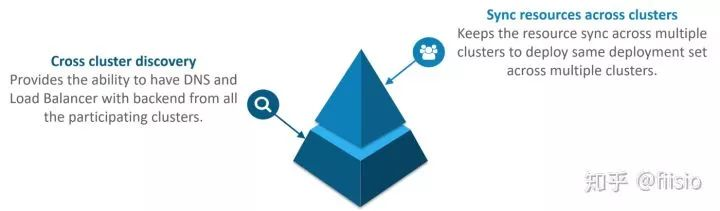 Cross cluster discovery
Provides the ability to have DNS and
Load Balancer with backend from all
the participating clusters.
Sync resources across clusters
Keeps the resource sync across multiple
clusters to deploy same deployment set
across multiple clusters.
知乎 @fiisio